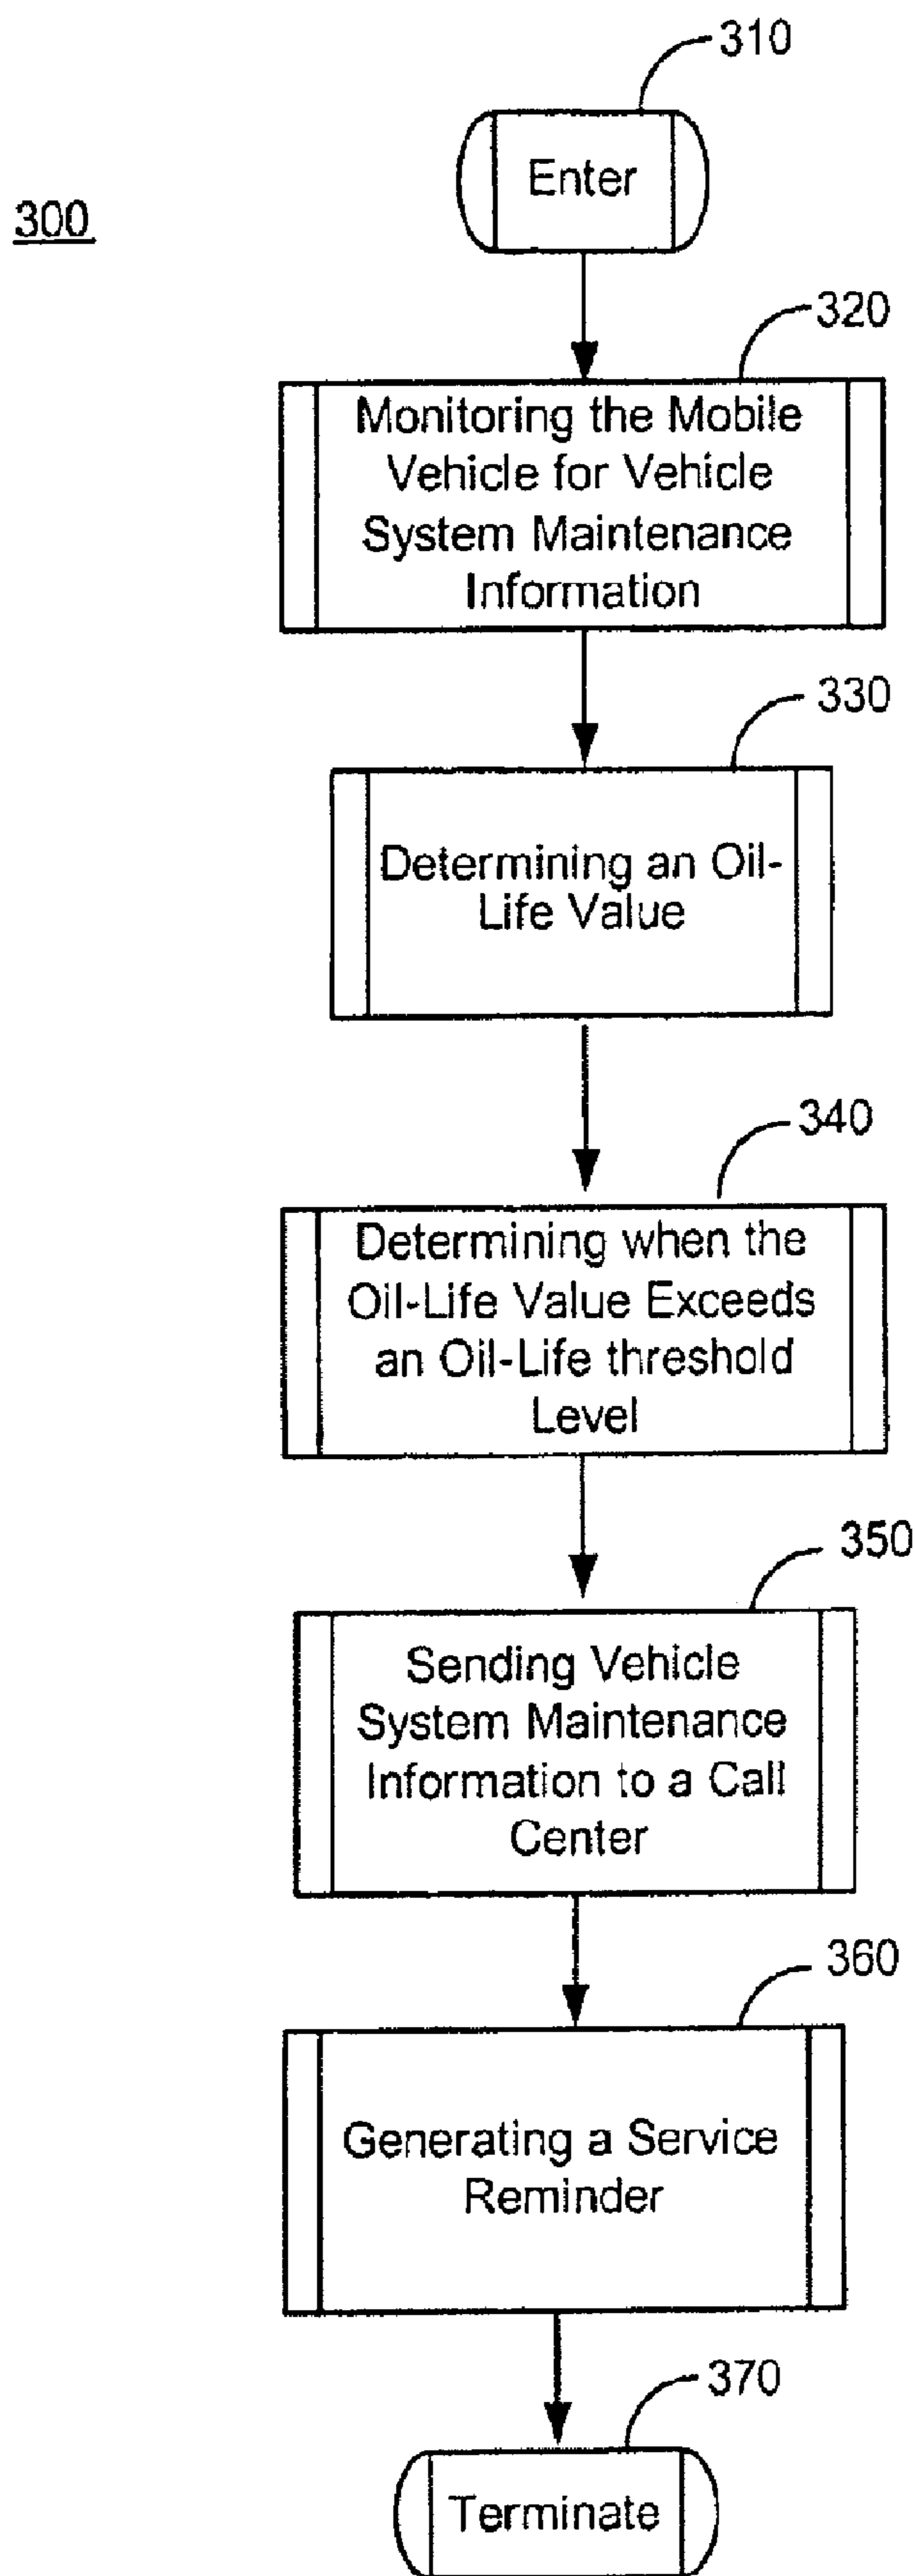 310
Enter
300
320
Monitoring the Mobile
Vehicle for Vehicle
System Maintenance
Information
330
Determining an Oil-
Life Value
340
Determining when the
Oil-Life Value Exceeds
an Oil-Life threshold
Level
350
Sending Vehicle
System Maintenance
Information to a Call
Center
360
Generating a Service
Reminder
370
Terminate